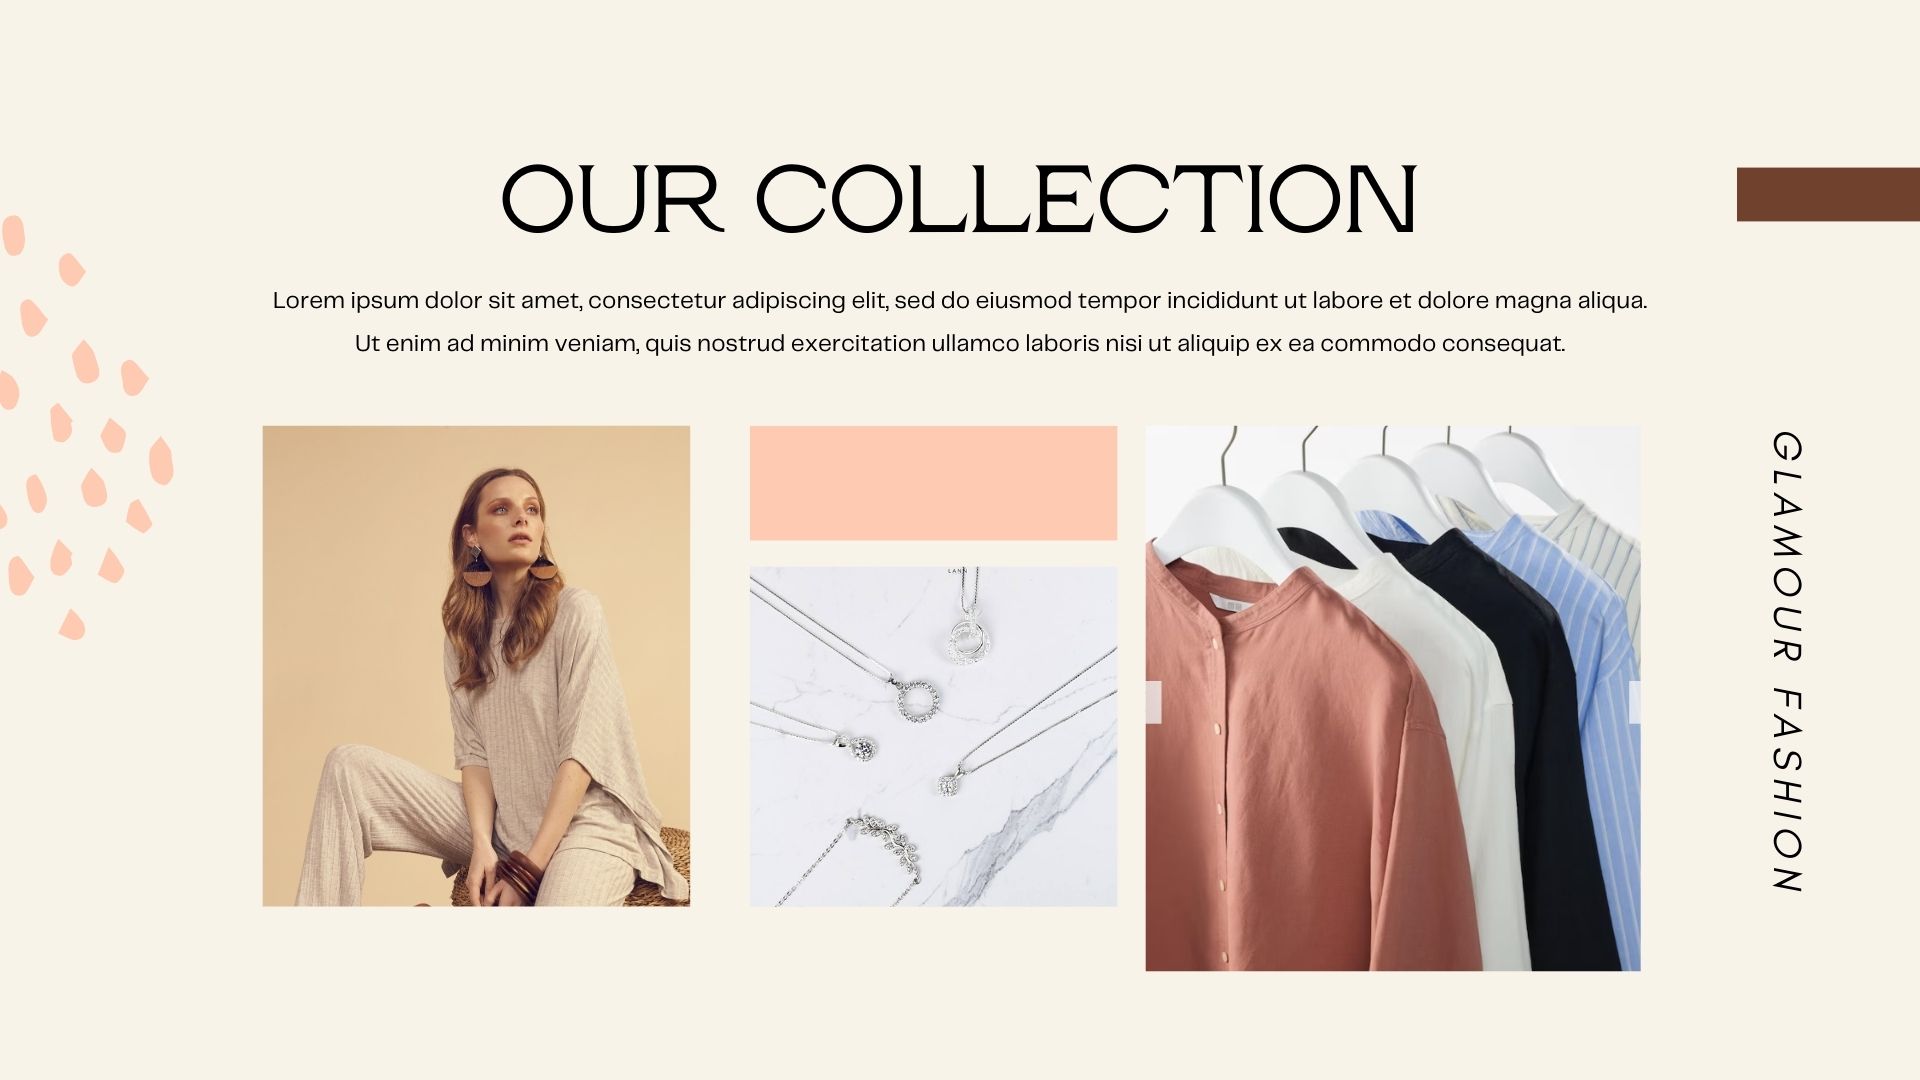 OUR COLLECTION
Lorem ipsum dolor sit amet, consectetur adipiscing elit, sed do eiusmod tempor incididunt ut labore et dolore magna aliqua.
Ut enim ad minim veniam, quis nostrud exercitation ullamco laboris nisi ut aliquip ex ea commodo consequat.
GLAMOUR FASHION